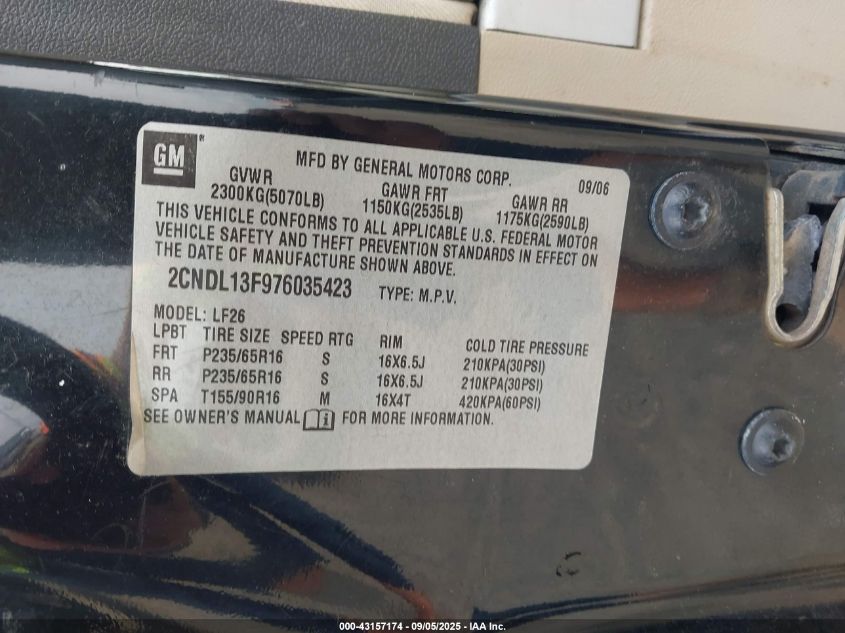 GM ® MFD BY GENERAL MOTORS CORP. 09/06
GVWR GAWR FRT GAWR RR
2300KG(5070LB) 1150KG(2535LB) 1175KG(2590LB)
THIS VEHICLE CONFORMS TO ALL APPLICABLE U.S. FEDERAL MOTOR
VEHICLE SAFETY AND THEFT PREVENTION STANDARDS IN EFFECT ON
THE DATE OF MANUFACTURE SHOWN ABOVE.
2CNDL13F976035423 TYPE: M.P.V.
MODEL: LF26
LPBT TIRE SIZE SPEED RTG RIM COLD TIRE PRESSURE
FRT P235/65R16 S 16X6.5J 210KPA(30PSI)
RR P235/65R16 S 16X6.5J 210KPA(30PSI)
SPA T155/90R16 M 16X4T 420KPA(60PSI)
SEE OWNER'S MANUAL i FOR MORE INFORMATION.
000-43157174 - 09/05/2025 - IAA Inc.